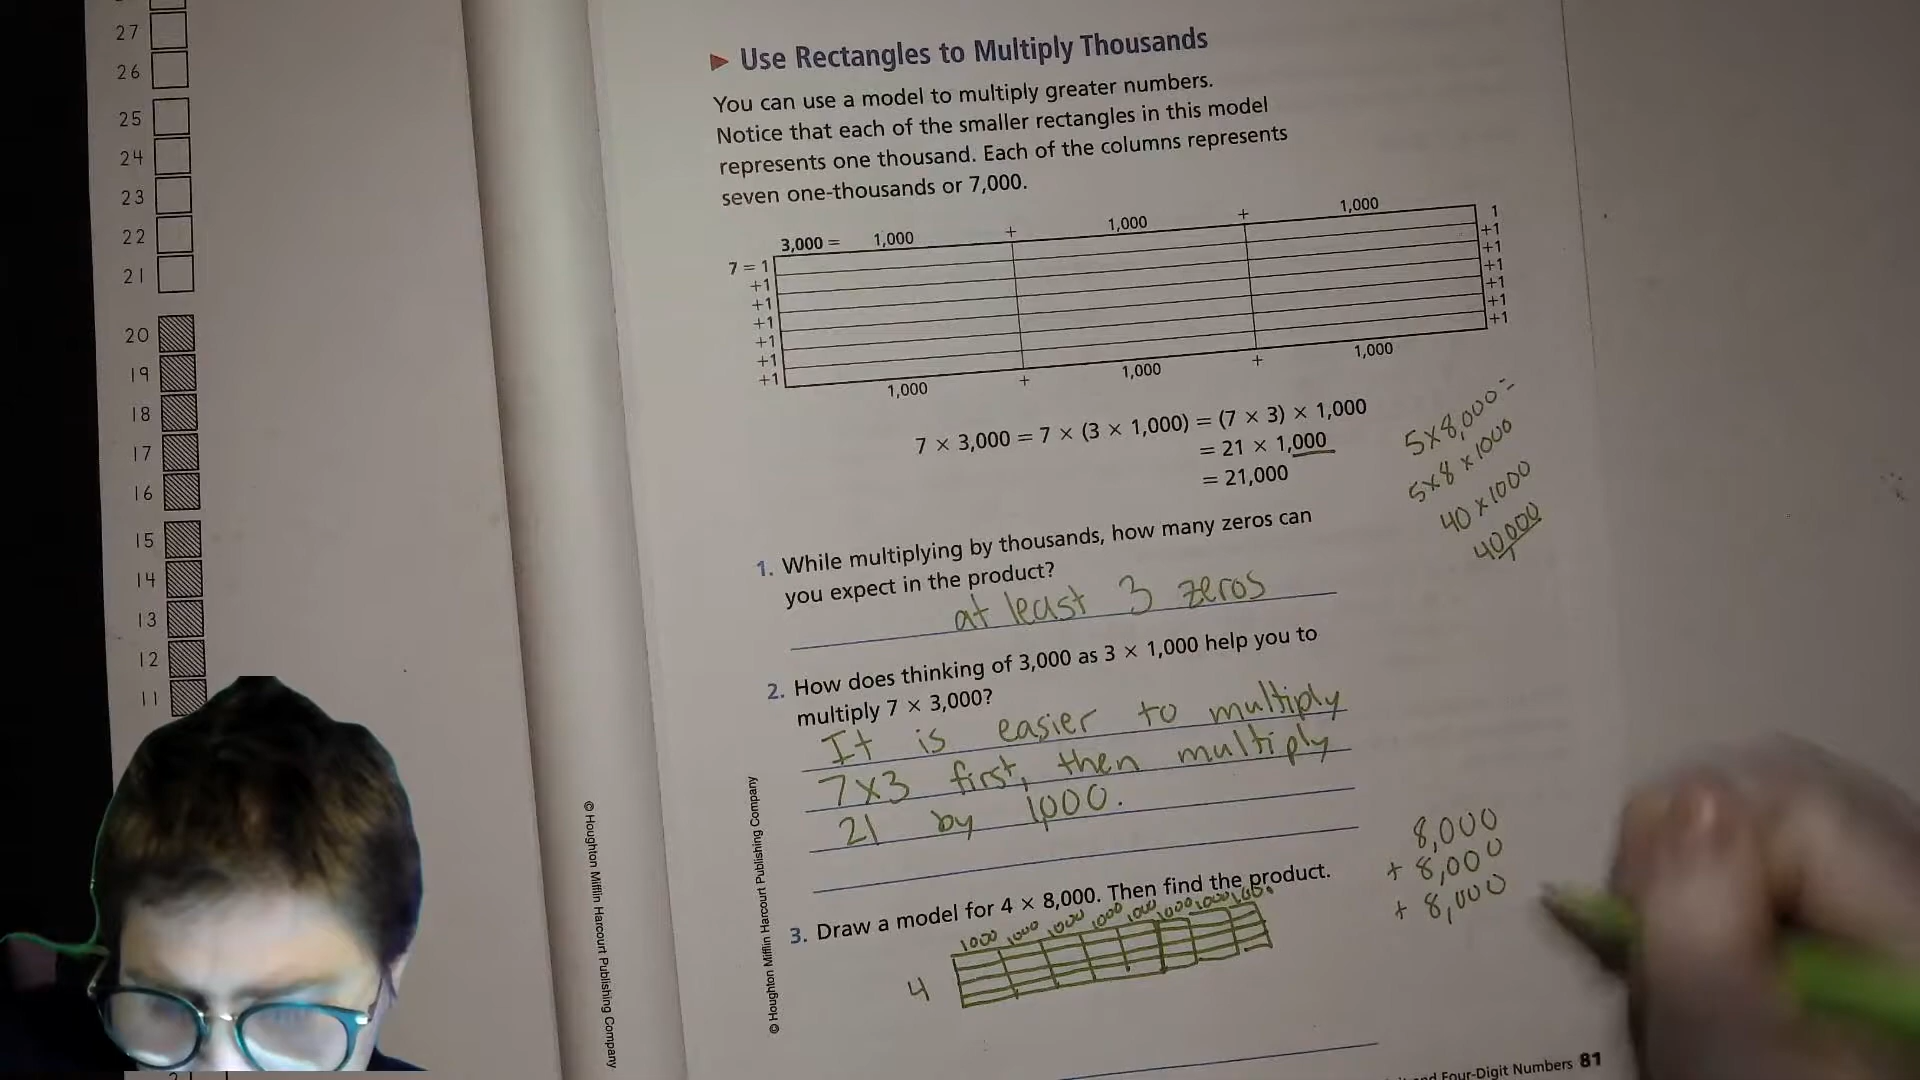 27
26
25
24
23
22
21
20
19
18
17
16
15
14
13
12
11
► Use Rectangles to Multiply Thousands
You can use a model to multiply greater numbers.
Notice that each of the smaller rectangles in this model
represents one thousand. Each of the columns represents
seven one-thousands or 7,000.
3,000 = 1,000 + 1,000 + 1,000
7 = 1 1
+1 +1
+1 +1
+1 +1
+1 +1
+1 +1
+1 +1
1,000 + 1,000 + 1,000
7 × 3,000 = 7 × (3 × 1,000) = (7 × 3) × 1,000
= 21 × 1,000
= 21,000
5×8,000=
5×8×1000
40×1000
40000
1. While multiplying by thousands, how many zeros can
you expect in the product?
at least 3 zeros
2. How does thinking of 3,000 as 3 × 1,000 help you to
multiply 7 × 3,000?
It is easier to multiply
7×3 first, then multiply
21 by 1,000.
3. Draw a model for 4 × 8,000. Then find the product.
1000 1000 1000 1000 1000 1000 1000
4
8,000
+ 8,000
+ 8,000
© Houghton Mifflin Harcourt Publishing Company
© Houghton Mifflin Harcourt Publishing Company
and Four-Digit Numbers 81